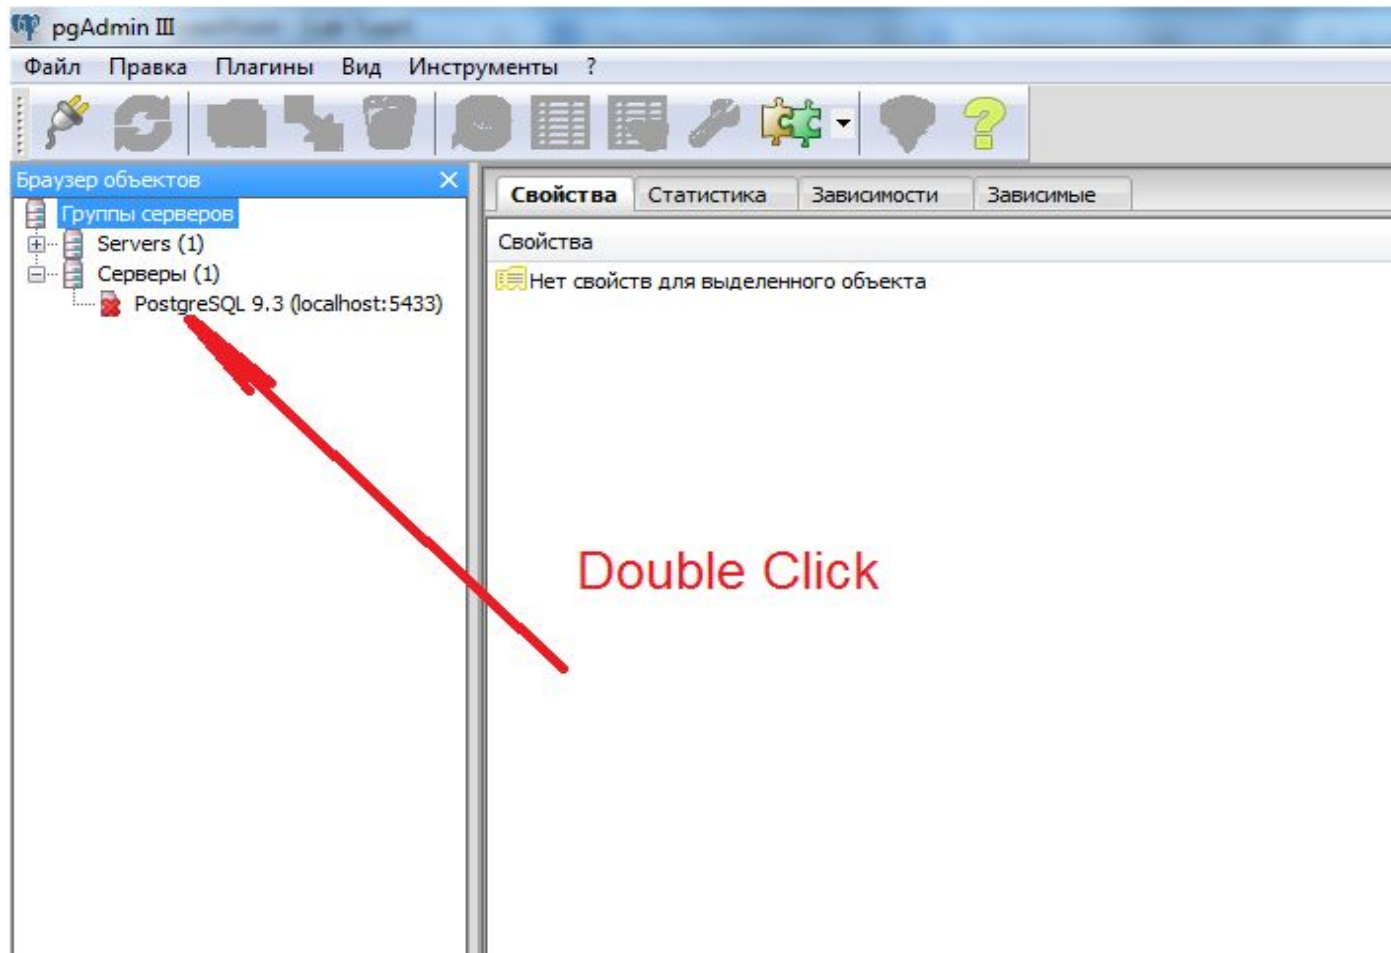 pgAdmin III
Файл Правка Плагины Вид Инструменты ?
Браузер объектов
Группы серверов
Servers (1)
Серверы (1)
PostgreSQL 9.3 (localhost:5433)
Свойства Статистика Зависимости Зависимые
Свойства
Нет свойств для выделенного объекта
Double Click